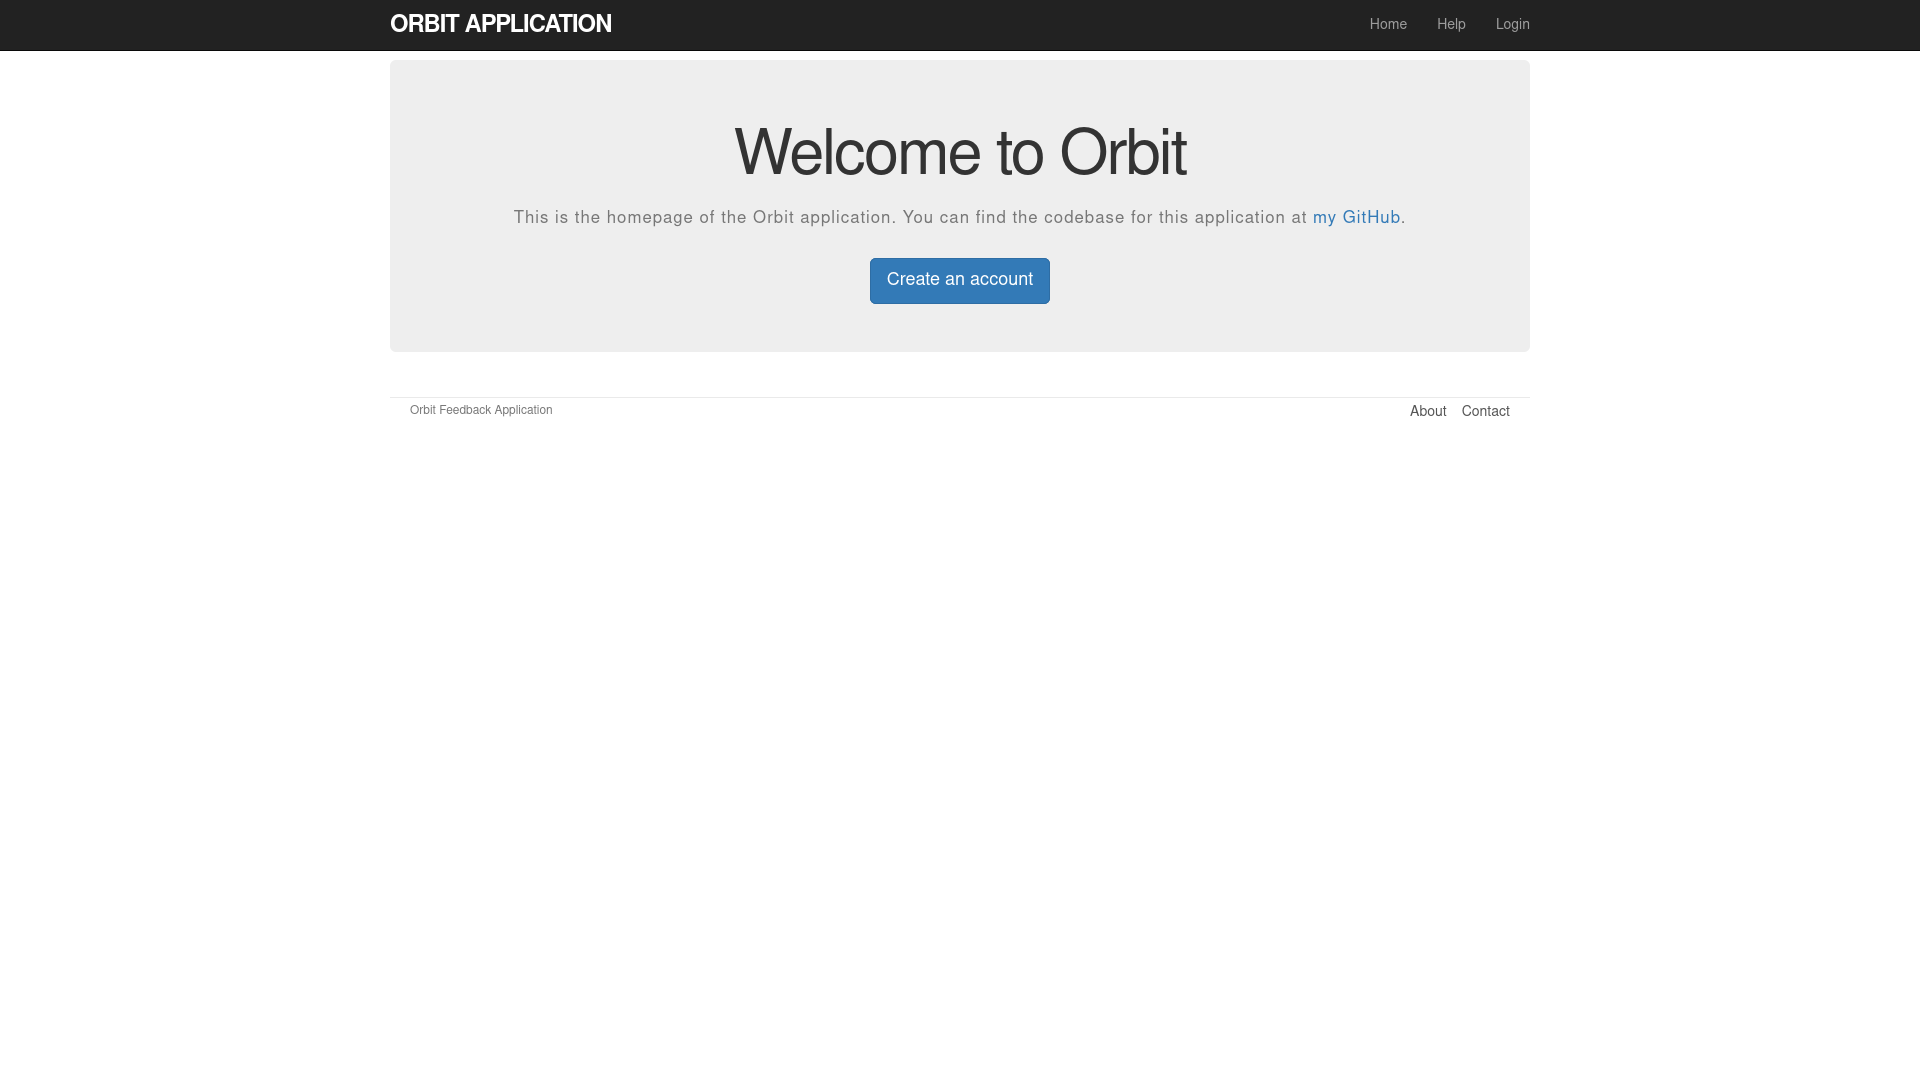 ORBIT APPLICATION
Home Help Login
Welcome to Orbit
This is the homepage of the Orbit application. You can find the codebase for this application at my GitHub.
Create an account
Orbit Feedback Application
About Contact